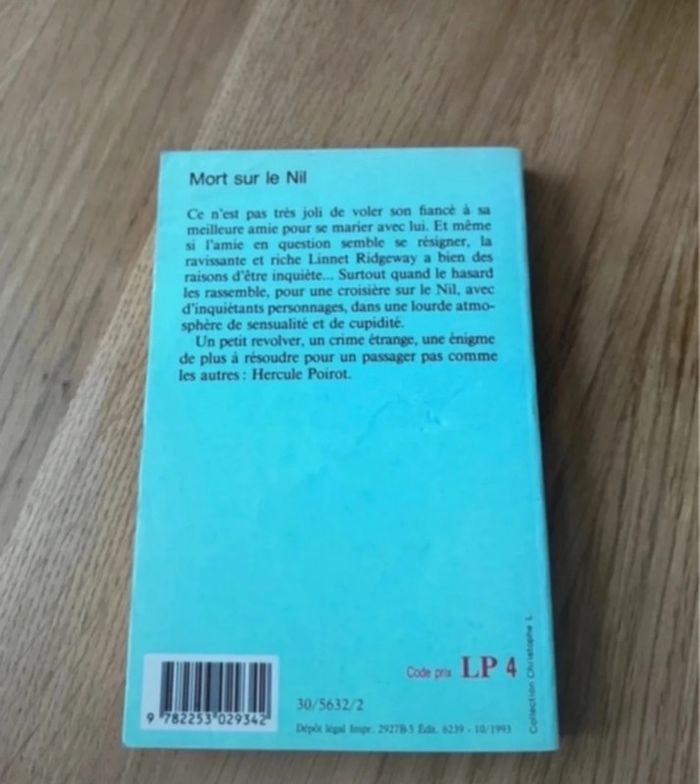 Mort sur le Nil
Ce n'est pas très joli de voler son fiancé à sa
meilleure amie pour se marier avec lui. Et même
si l'amie en question semble se résigner, la
ravissante et riche Linnet Ridgeway a bien des
raisons d'être inquiète... Surtout quand le hasard
les rassemble, pour une croisière sur le Nil, avec
d'inquiétants personnages, dans une lourde atmo-
sphère de sensualité et de cupidité.
Un petit revolver, un crime étrange, une énigme
de plus à résoudre pour un passager pas comme
les autres : Hercule Poirot.
Code prix LP 4
9 782253 029342
30/5632/2
Dépôt légal Impr. 2927B-5 Édit. 6239 - 10/1993
Collection Christophe L.